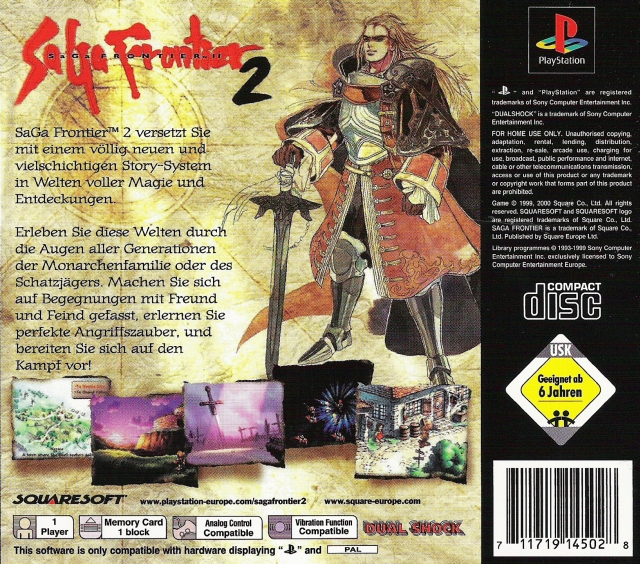 SaGa Frontier 2
SAGA FRONTIER II
SaGa Frontier™ 2 versetzt Sie
mit einem völlig neuen und
vielschichtigen Story-System
in Welten voller Magie und
Entdeckungen.
Erleben Sie diese Welten durch
die Augen aller Generationen
der Monarchenfamilie oder des
Schatzjägers. Machen Sie sich
auf Begegnungen mit Freund
und Feind gefasst, erlernen Sie
perfekte Angriffszauber, und
bereiten Sie sich auf den
Kampf vor!
SQUARESOFT
www.playstation-europe.com/sagafrontier2
www.square-europe.com
1
Player
Memory Card
1 block
Analog Control
Compatible
Vibration Function
Compatible
DUAL SHOCK
This software is only compatible with hardware displaying " " and PAL
PlayStation
" " and "PlayStation" are registered
trademarks of Sony Computer Entertainment Inc.
"DUALSHOCK" is a trademark of Sony Computer
Entertainment Inc.
FOR HOME USE ONLY. Unauthorised copying,
adaptation, rental, lending, distribution,
extraction, re-sale, arcade use, charging for
use, broadcast, public performance and internet,
cable or other telecommunications transmission,
access or use of this product or any trademark
or copyright work that forms part of this product
are prohibited.
Game © 1999, 2000 Square Co., Ltd. All rights
reserved. SQUARESOFT and SQUARESOFT logo
are registered trademarks of Square Co., Ltd.
SAGA FRONTIER is a trademark of Square Co.,
Ltd. Published by Square Europe Ltd.
Library programmes © 1993-1999 Sony Computer
Entertainment Inc. exclusively licensed to Sony
Computer Entertainment Europe.
COMPACT
disc
USK
Geeignet ab
6 Jahren
7 11719 14502 8